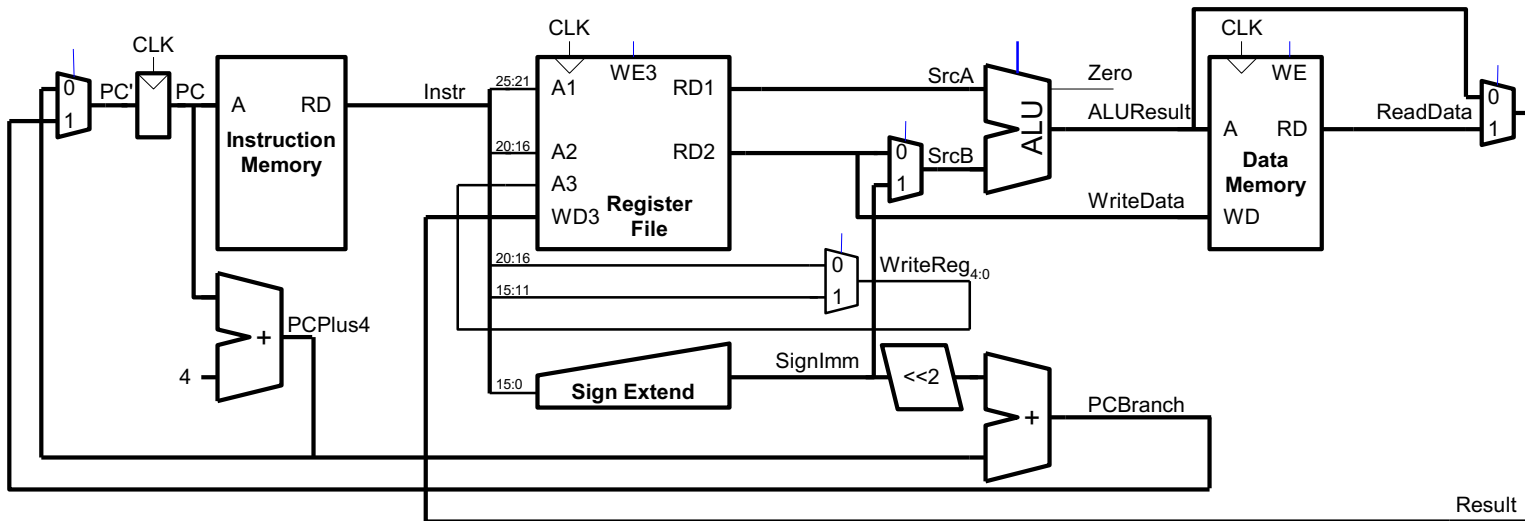 CLK
CLK
CLK
0
1
PC'
PC
A
RD
Instruction
Memory
Instr
25:21
20:16
A1
A2
A3
WD3
WE3
RD1
RD2
Register
File
20:16
15:11
0
1
WriteReg4:0
15:0
Sign Extend
SignImm
<<2
+
PCPlus4
4
+
PCBranch
0
1
SrcA
SrcB
ALU
Zero
ALUResult
WriteData
WE
A
RD
Data
Memory
WD
ReadData
0
1
Result